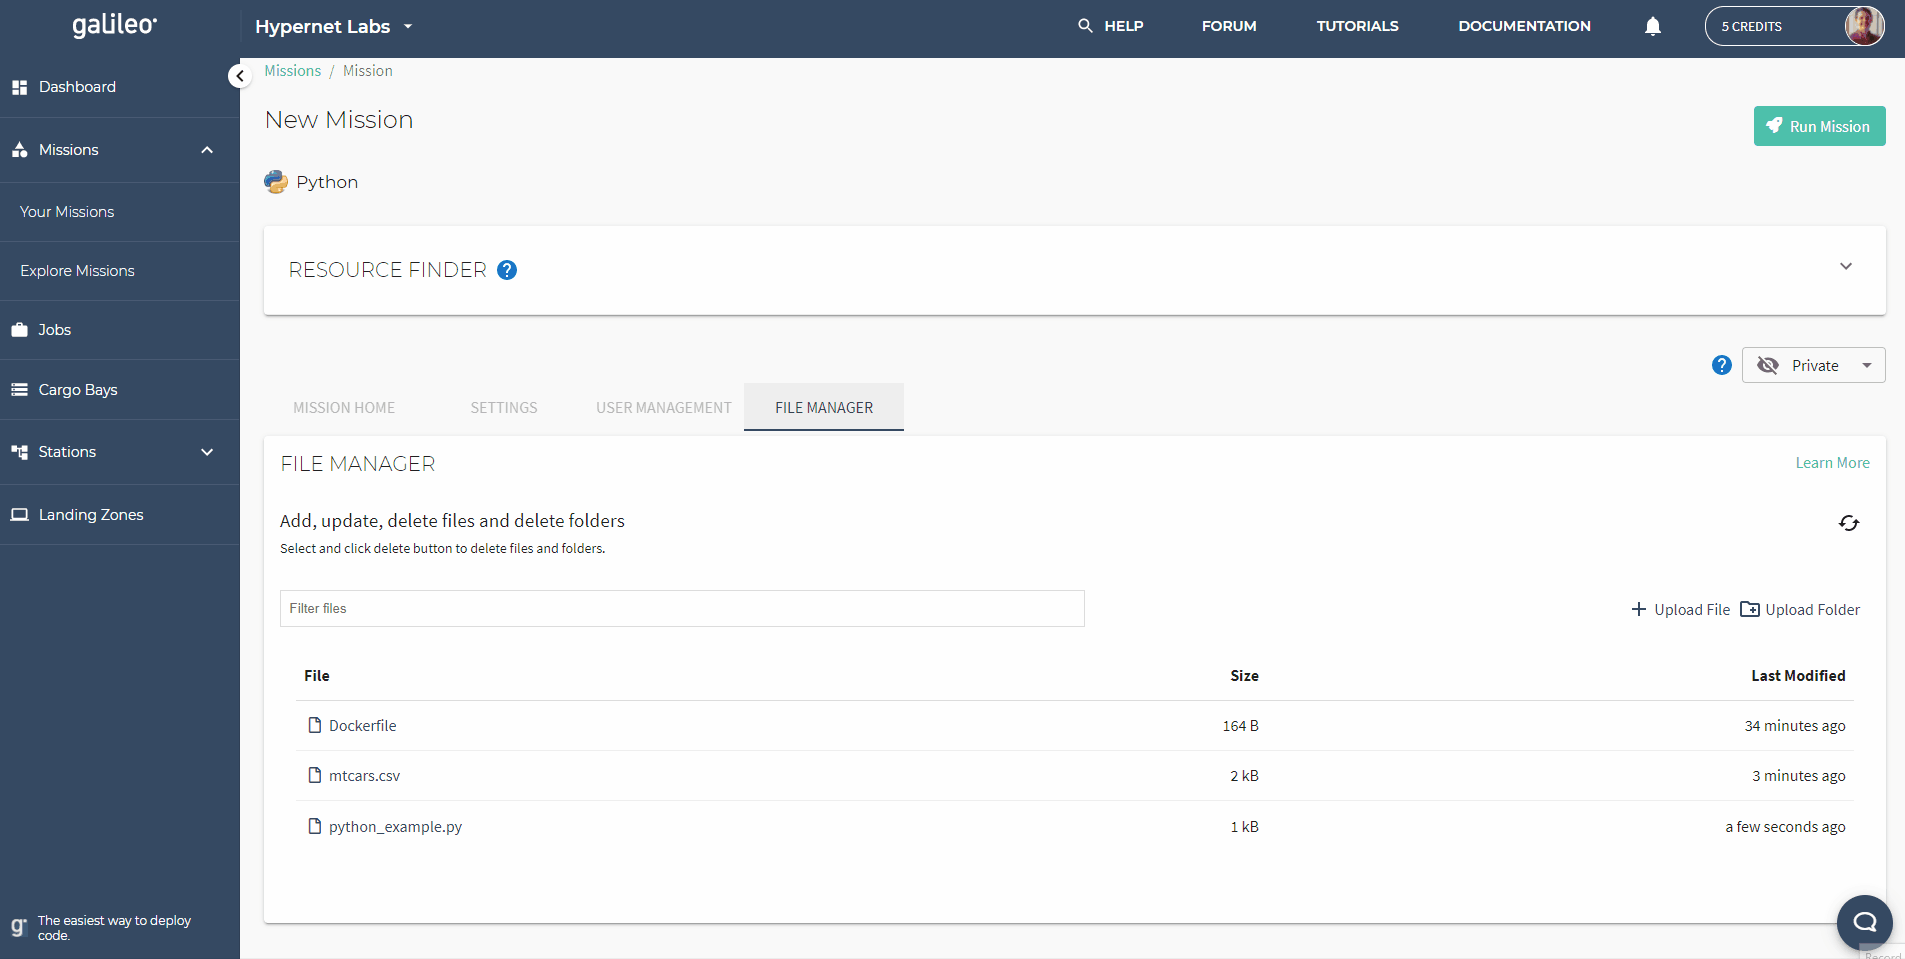 galileo
Hypernet Labs
HELP
FORUM
TUTORIALS
DOCUMENTATION
5 CREDITS
Dashboard
Missions
Your Missions
Explore Missions
Jobs
Cargo Bays
Stations
Landing Zones
g
The easiest way to deploy
code.
Missions / Mission
New Mission
Run Mission
Python
RESOURCE FINDER ?
? Private
MISSION HOME
SETTINGS
USER MANAGEMENT
FILE MANAGER
FILE MANAGER
Learn More
Add, update, delete files and delete folders
Select and click delete button to delete files and folders.
Filter files
Upload File
Upload Folder
File Size Last Modified
Dockerfile 164 B 34 minutes ago
mtcars.csv 2 kB 3 minutes ago
python_example.py 1 kB a few seconds ago
Record